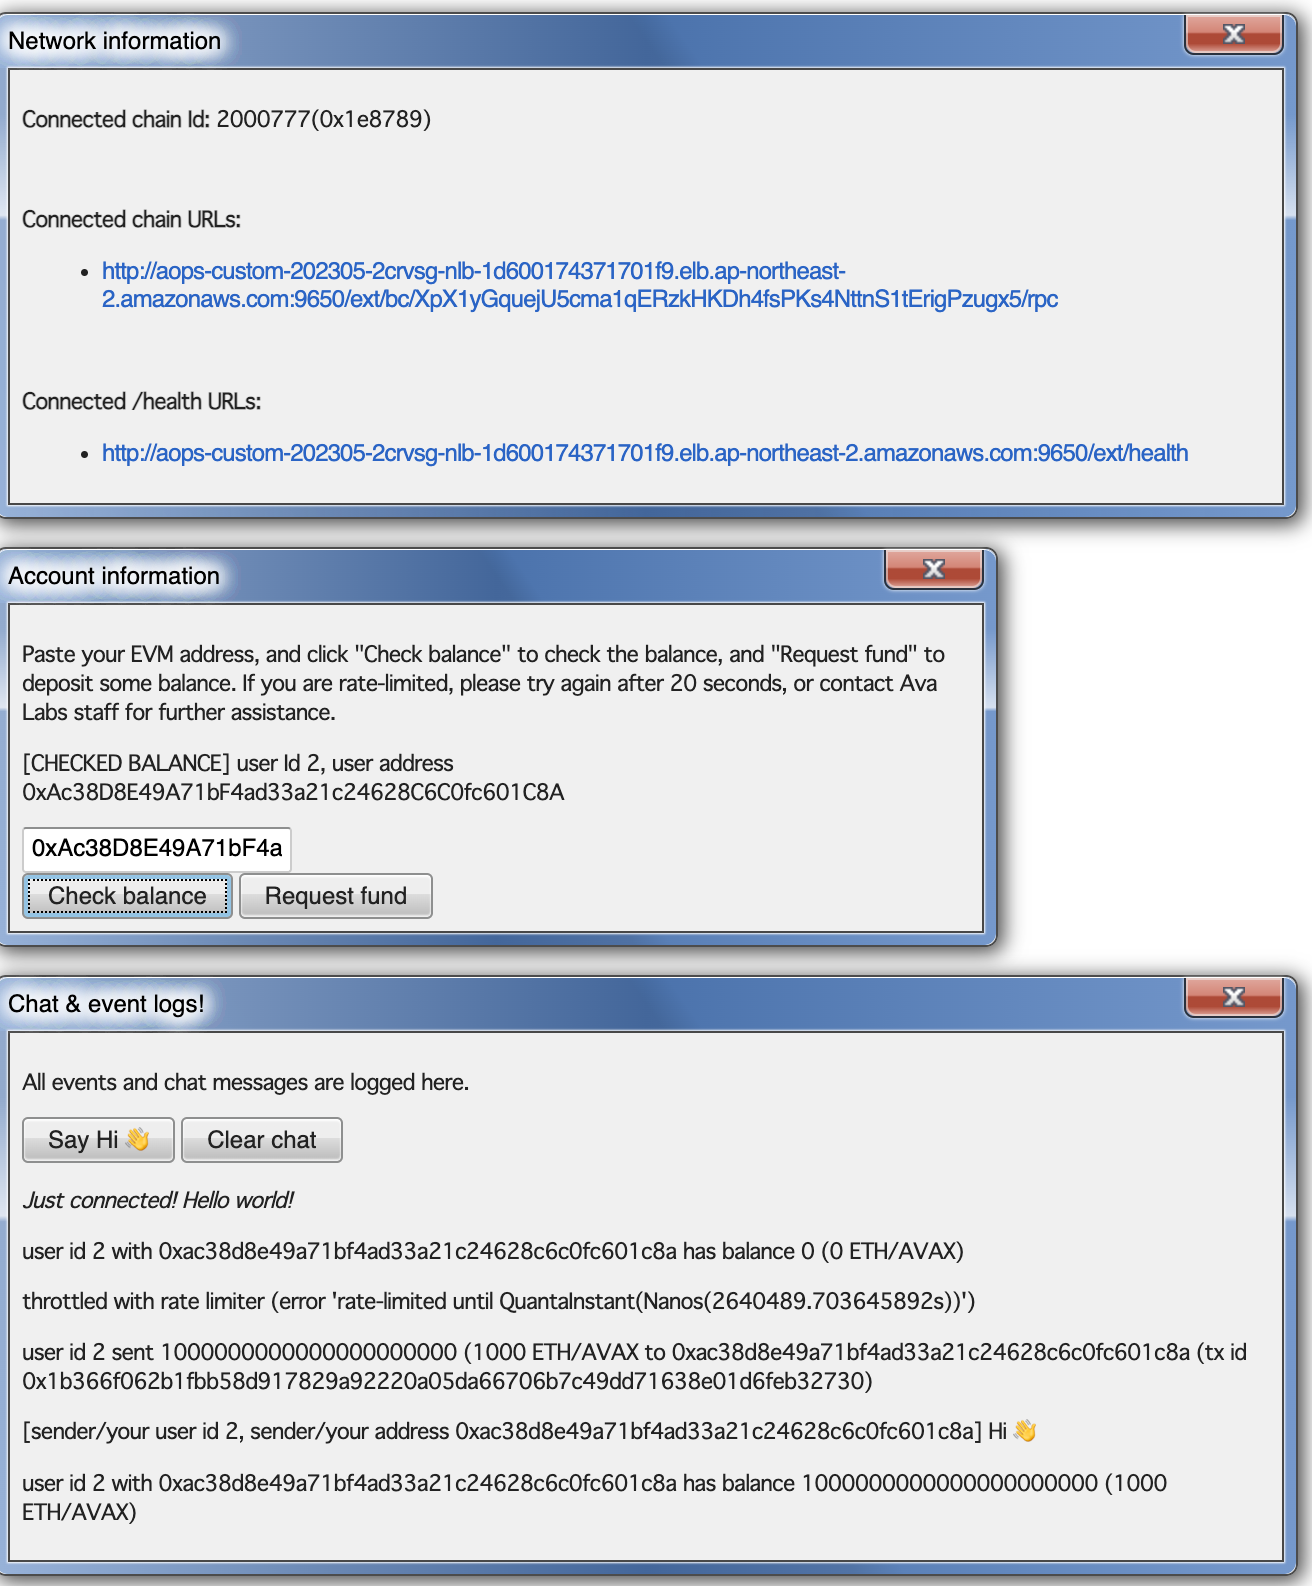 Network information
Connected chain Id: 2000777(0x1e8789)
Connected chain URLs:
http://aops-custom-202305-2crvsg-nlb-1d600174371701f9.elb.ap-northeast-
2.amazonaws.com:9650/ext/bc/XpX1yGquejU5cma1qERzkHKDh4fsPKs4NttnS1tErigPzugx5/rpc
Connected /health URLs:
http://aops-custom-202305-2crvsg-nlb-1d600174371701f9.elb.ap-northeast-2.amazonaws.com:9650/ext/health
Account information
Paste your EVM address, and click "Check balance" to check the balance, and "Request fund" to
deposit some balance. If you are rate-limited, please try again after 20 seconds, or contact Ava
Labs staff for further assistance.
[CHECKED BALANCE] user Id 2, user address
0xAc38D8E49A71bF4ad33a21c24628C6C0fc601C8A
0xAc38D8E49A71bF4a
Check balance Request fund
Chat & event logs!
All events and chat messages are logged here.
Say Hi 👋 Clear chat
Just connected! Hello world!
user id 2 with 0xac38d8e49a71bf4ad33a21c24628c6c0fc601c8a has balance 0 (0 ETH/AVAX)
throttled with rate limiter (error 'rate-limited until QuantaInstant(Nanos(2640489.703645892s))')
user id 2 sent 1000000000000000000000 (1000 ETH/AVAX to 0xac38d8e49a71bf4ad33a21c24628c6c0fc601c8a (tx id
0x1b366f062b1fbb58d917829a92220a05da66706b7c49dd71638e01d6feb32730)
[sender/your user id 2, sender/your address 0xac38d8e49a71bf4ad33a21c24628c6c0fc601c8a] Hi 👋
user id 2 with 0xac38d8e49a71bf4ad33a21c24628c6c0fc601c8a has balance 1000000000000000000000 (1000
ETH/AVAX)